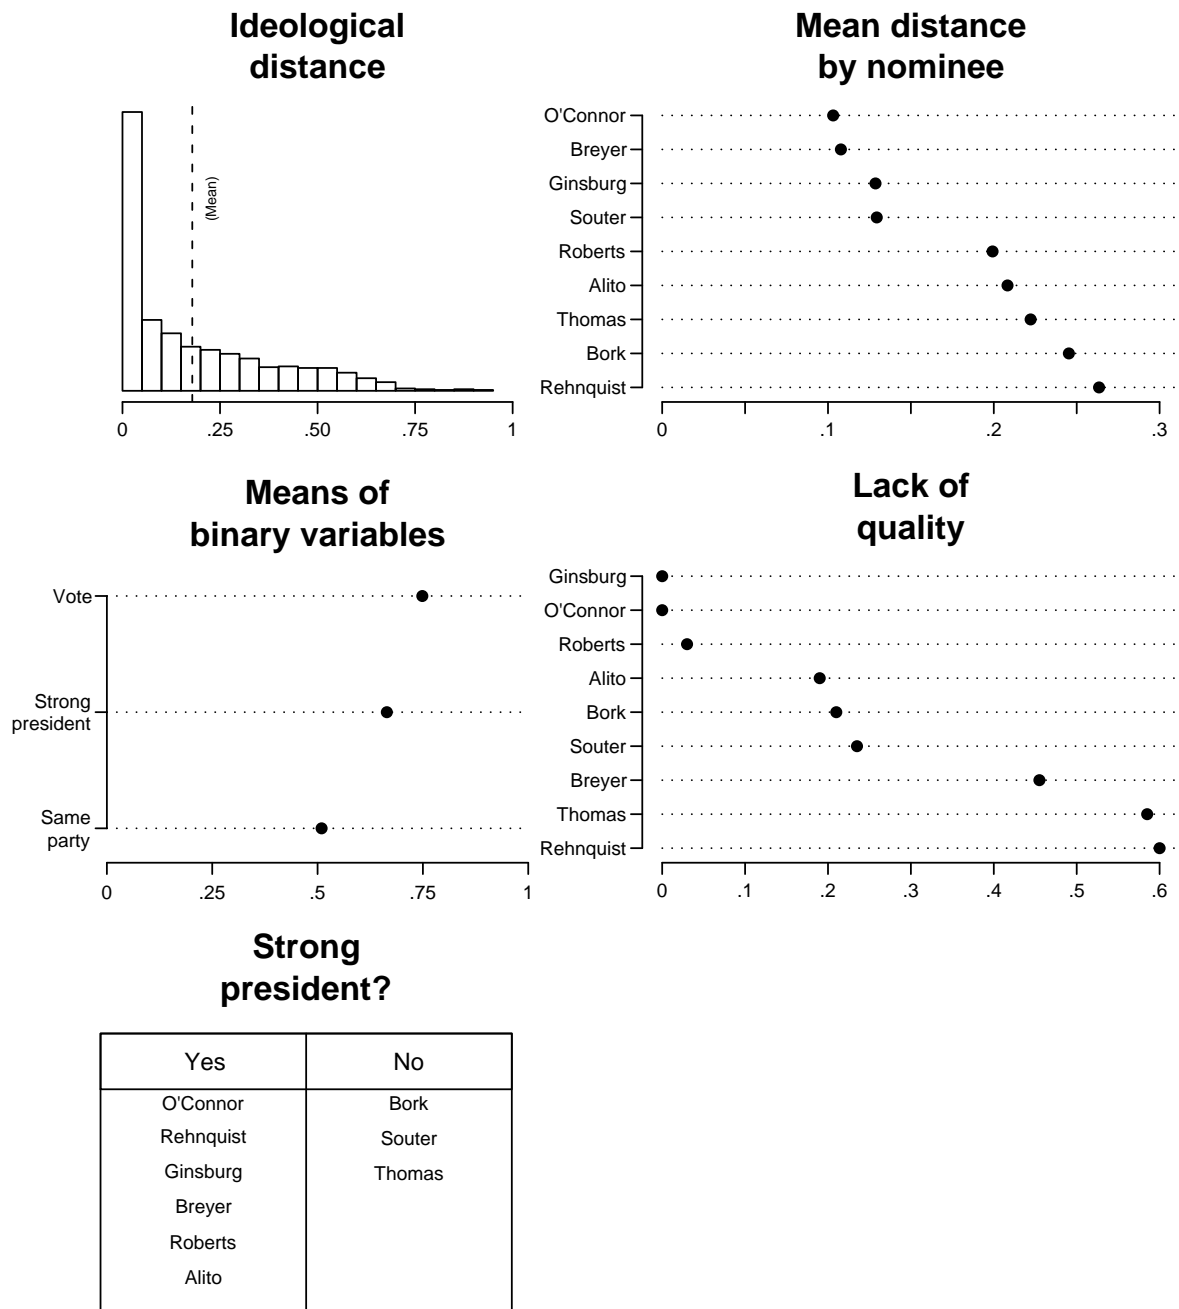 Ideological
distance
(Mean)
0 .25 .50 .75 1
Mean distance
by nominee
O'Connor
Breyer
Ginsburg
Souter
Roberts
Alito
Thomas
Bork
Rehnquist
0 .1 .2 .3
Means of
binary variables
Vote
Strong
president
Same
party
0 .25 .5 .75 1
Lack of
quality
Ginsburg
O'Connor
Roberts
Alito
Bork
Souter
Breyer
Thomas
Rehnquist
0 .1 .2 .3 .4 .5 .6
Strong
president?
Yes No
O'Connor Bork
Rehnquist Souter
Ginsburg Thomas
Breyer
Roberts
Alito